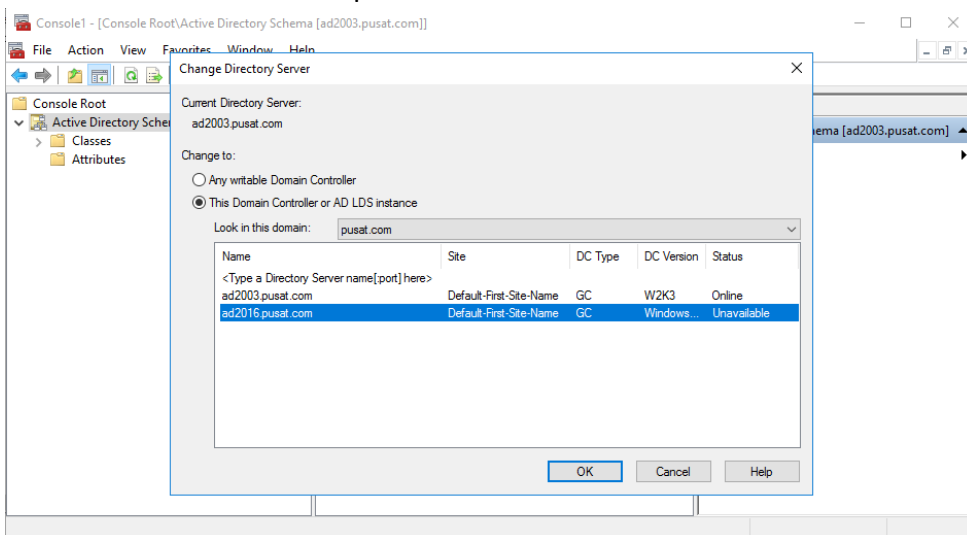 Console1 - [Console Root\Active Directory Schema [ad2003.pusat.com]]
File Action View Favorites Window Help
Change Directory Server
Console Root
Active Directory Scher
Classes
Attributes
Current Directory Server:
ad2003.pusat.com
Change to:
Any writable Domain Controller
This Domain Controller or AD LDS instance
Look in this domain: pusat.com
Name Site DC Type DC Version Status
<Type a Directory Server name[:port] here>
ad2003.pusat.com Default-First-Site-Name GC W2K3 Online
ad2016.pusat.com Default-First-Site-Name GC Windows... Unavailable
OK Cancel Help
ema [ad2003.pusat.com]